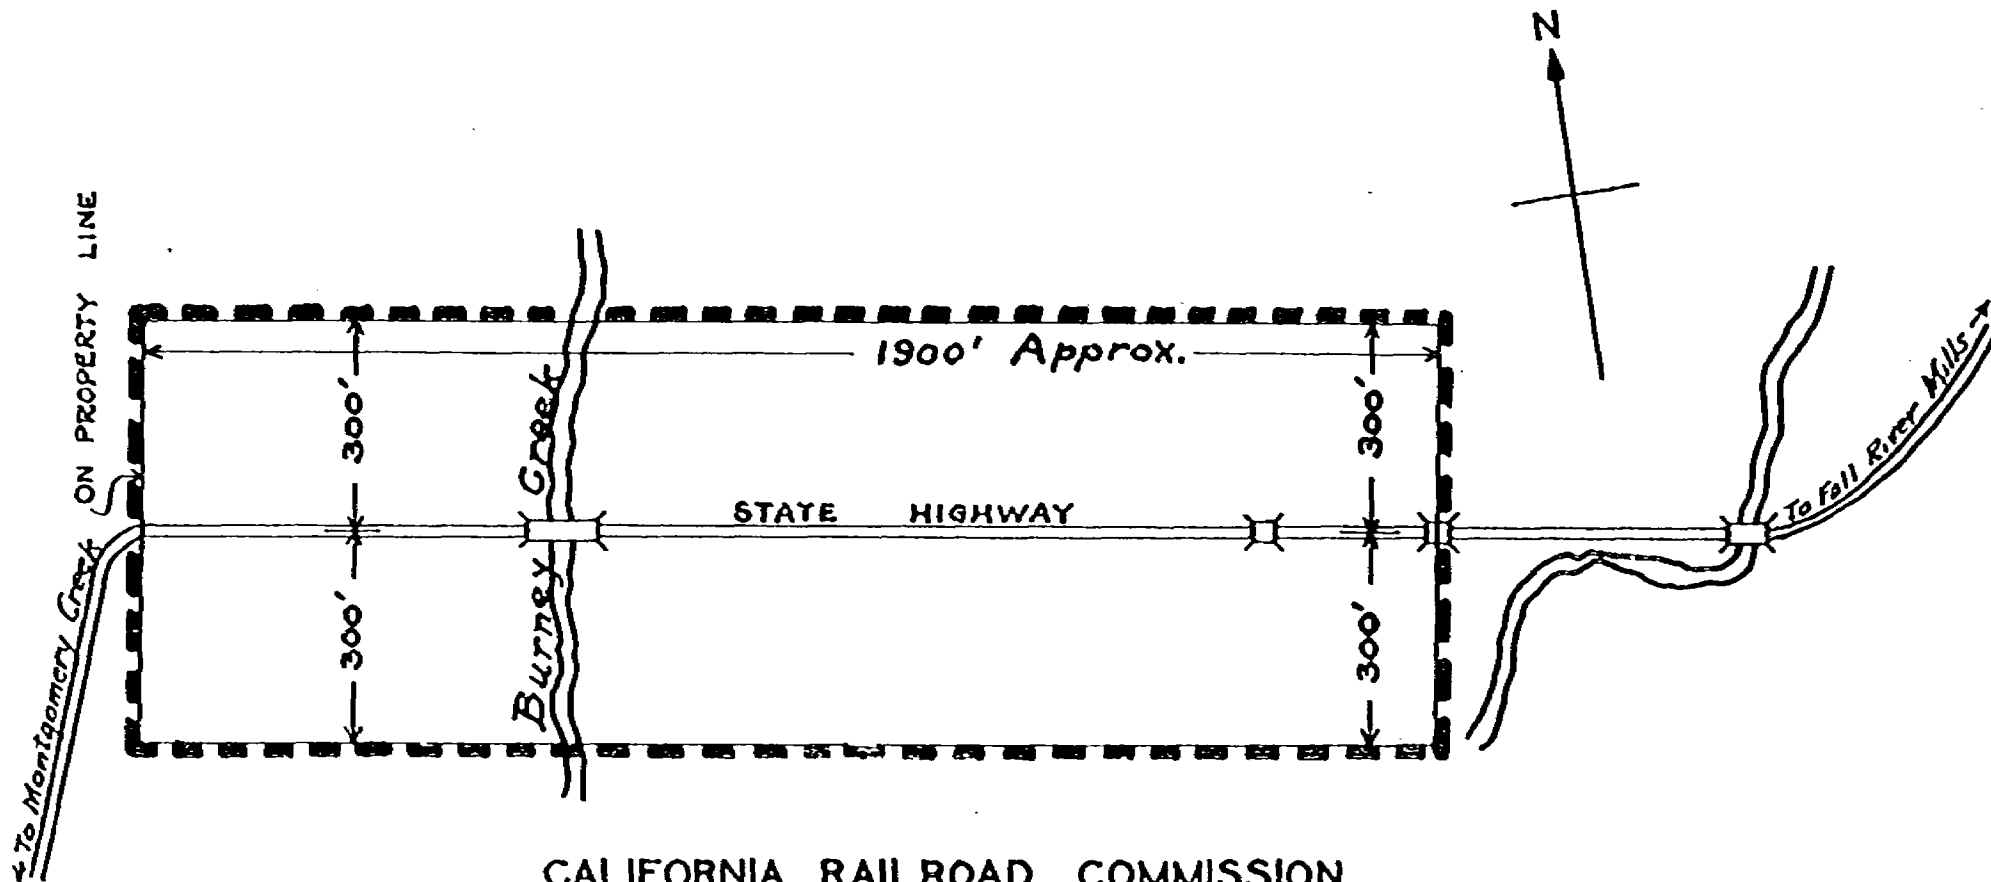 N
ON PROPERTY LINE
1900' Approx.
300'
300'
Burney Creek
STATE HIGHWAY
To Fall River Mills
To Montgomery Creek
300'
300'
CALIFORNIA RAILROAD COMMISSION